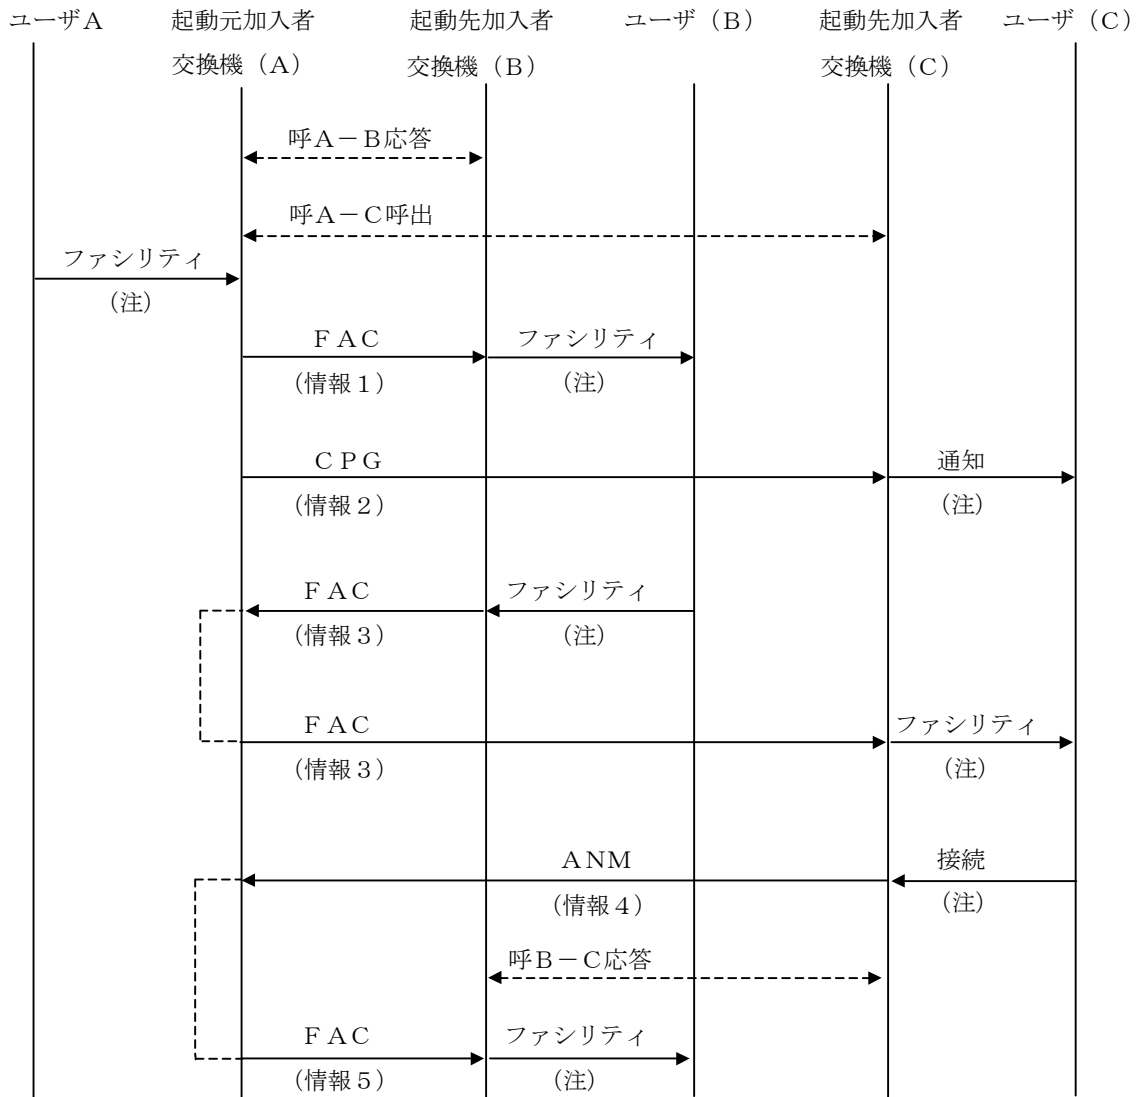 ユーザA 起動元加入者 起動先加入者 ユーザ(B) 起動先加入者 ユーザ(C)
交換機(A) 交換機(B) 交換機(C)
呼A-B応答
呼A-C呼出
ファシリティ
(注)
FAC ファシリティ
(情報1) (注)
CPG 通知
(情報2) (注)
FAC ファシリティ
(情報3) (注)
FAC ファシリティ
(情報3) (注)
ANM 接続
(情報4) (注)
呼B-C応答
FAC ファシリティ
(情報5) (注)